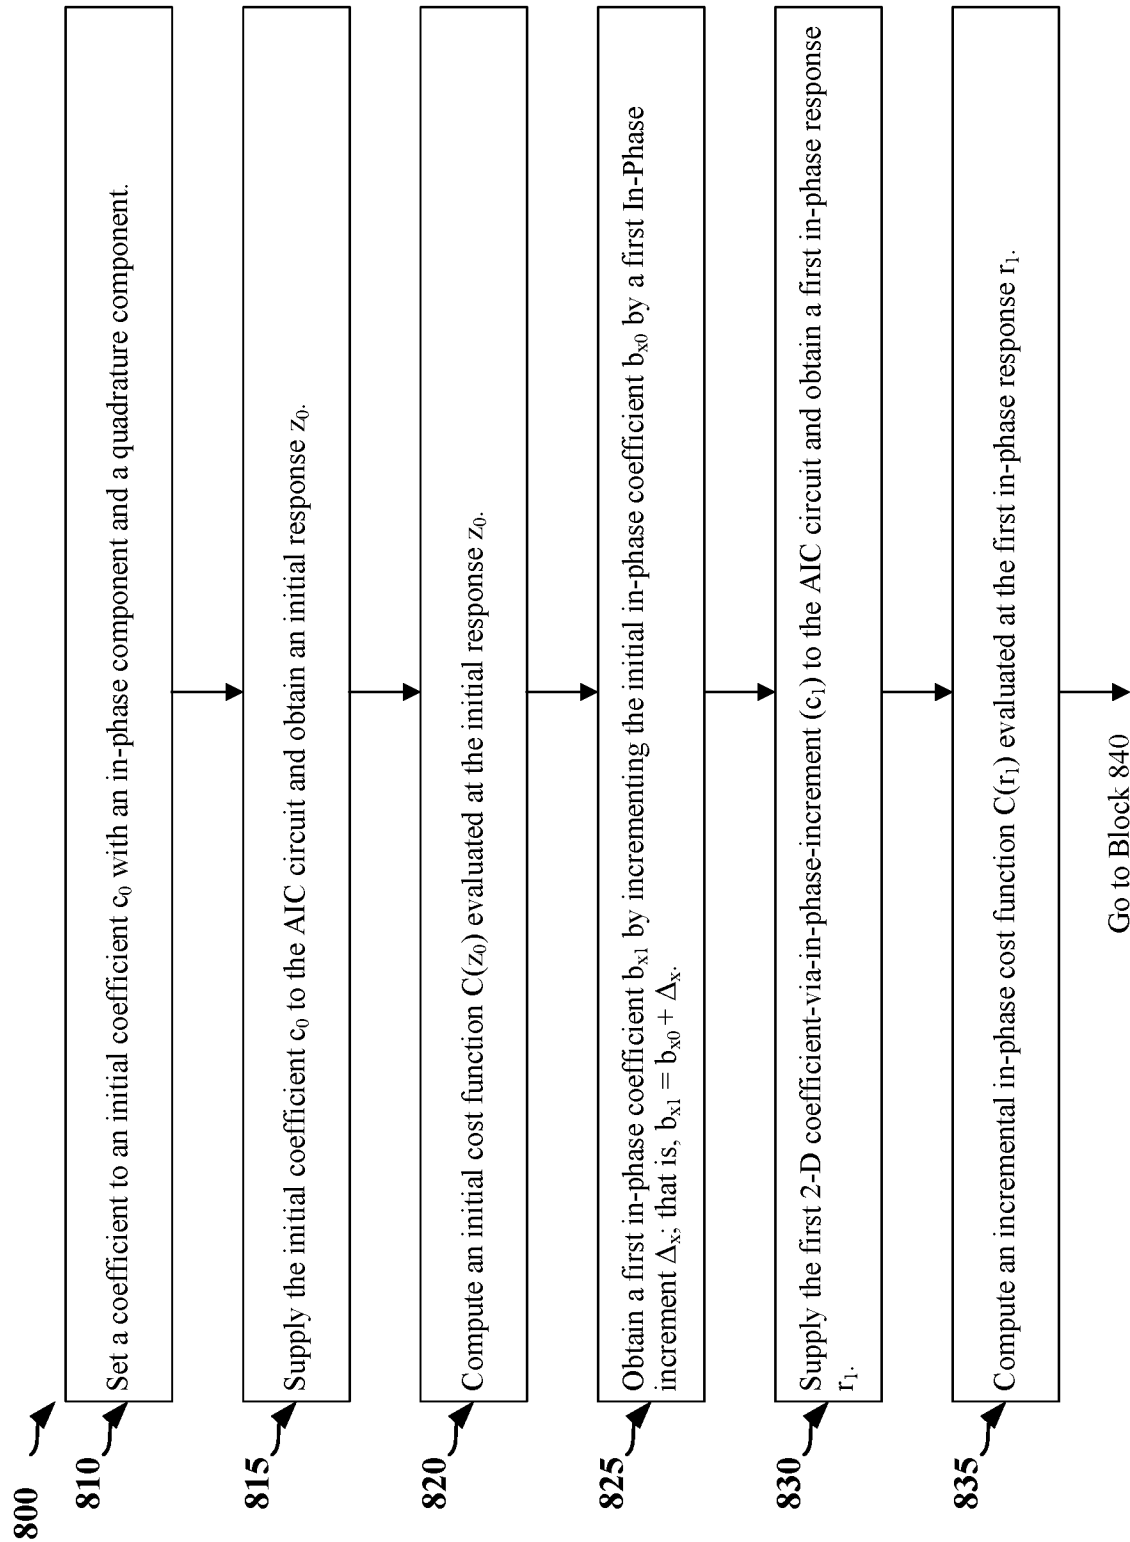 800
810
Set a coefficient to an initial coefficient c₀ with an in-phase component and a quadrature component.
815
Supply the initial coefficient c₀ to the AIC circuit and obtain an initial response z₀.
820
Compute an initial cost function C(z₀) evaluated at the initial response z₀.
825
Obtain a first in-phase coefficient bₓ₁ by incrementing the initial in-phase coefficient bₓ₀ by a first In-Phase
increment Δₓ; that is, bₓ₁ = bₓ₀ + Δₓ.
830
Supply the first 2-D coefficient-via-in-phase-increment (c₁) to the AIC circuit and obtain a first in-phase response
r₁.
835
Compute an incremental in-phase cost function C(r₁) evaluated at the first in-phase response r₁.
Go to Block 840